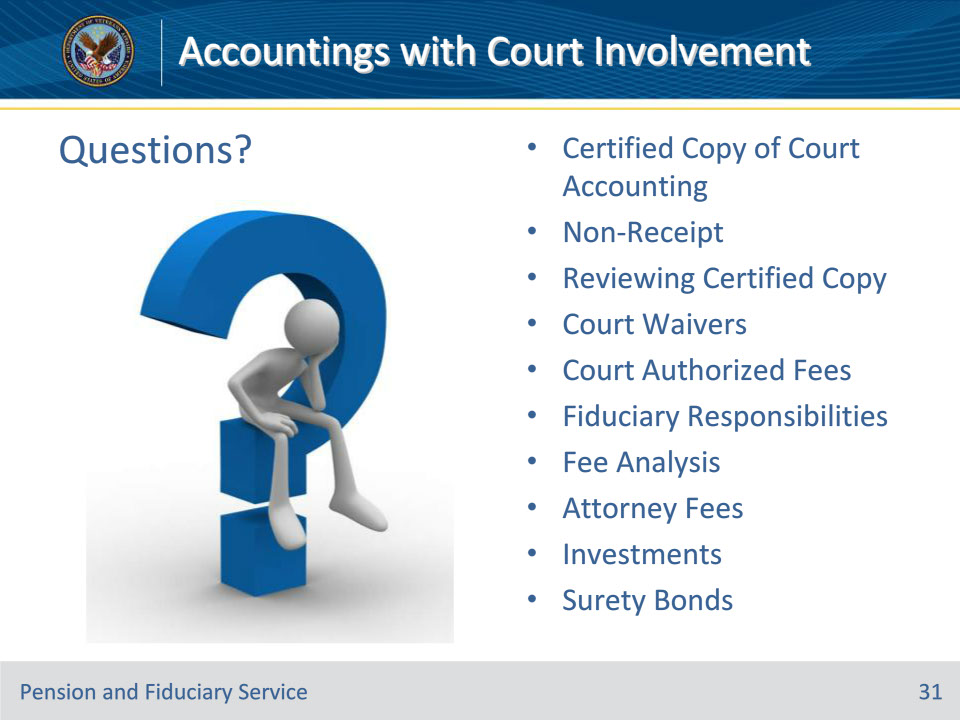 Accountings with Court Involvement
Questions?
• Certified Copy of Court
Accounting
• Non-Receipt
• Reviewing Certified Copy
• Court Waivers
• Court Authorized Fees
• Fiduciary Responsibilities
• Fee Analysis
• Attorney Fees
• Investments
• Surety Bonds
Pension and Fiduciary Service
31